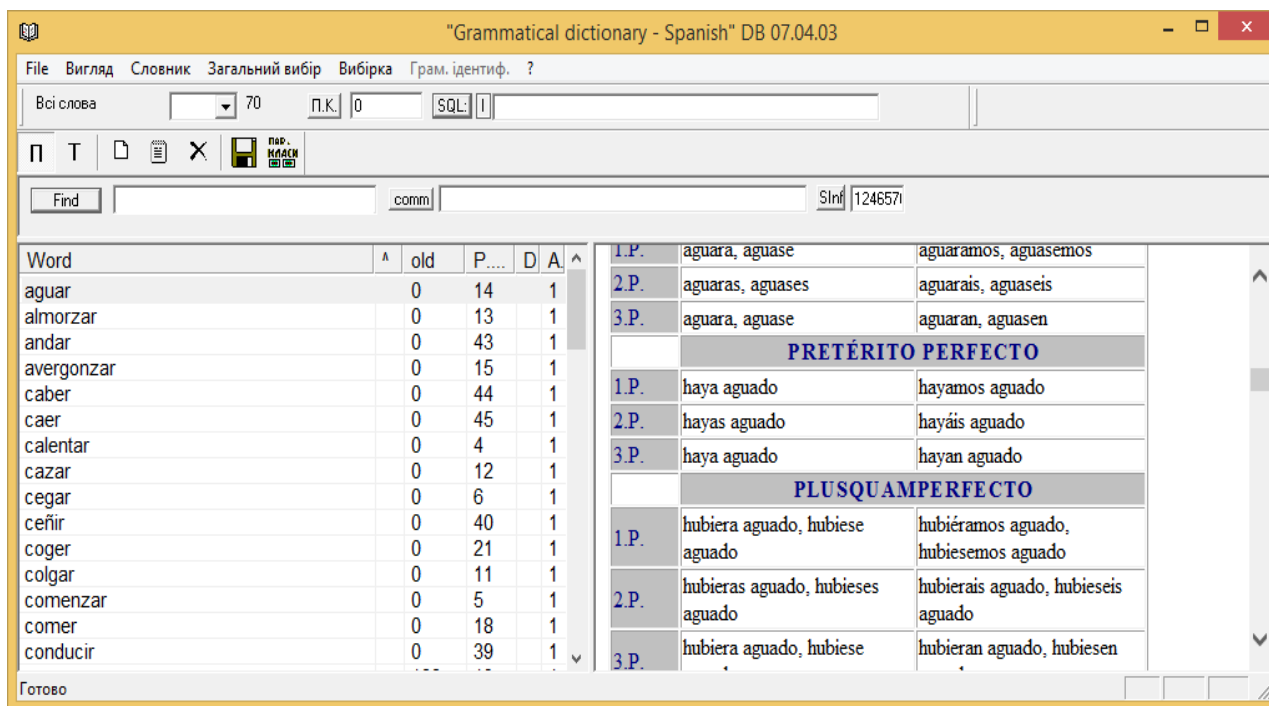 "Grammatical dictionary - Spanish" DB 07.04.03
File Вигляд Словник Загальний вибір Вибірка Грам. ідентиф. ?
Всі слова 70 П.К. 0 SQL: I
П Т ПАР. КЛАСИ
Find comm SInf 1246571
Word ^ old P.... D A.
aguar 0 14 1
almorzar 0 13 1
andar 0 43 1
avergonzar 0 15 1
caber 0 44 1
caer 0 45 1
calentar 0 4 1
cazar 0 12 1
cegar 0 6 1
ceñir 0 40 1
coger 0 21 1
colgar 0 11 1
comenzar 0 5 1
comer 0 18 1
conducir 0 39 1
1.P. aguara, aguase aguaramos, aguasemos
2.P. aguaras, aguases aguarais, aguaseis
3.P. aguara, aguase aguaran, aguasen
PRETÉRITO PERFECTO
1.P. haya aguado hayamos aguado
2.P. hayas aguado hayáis aguado
3.P. haya aguado hayan aguado
PLUSQUAMPERFECTO
1.P. hubiera aguado, hubiese aguado hubiéramos aguado, hubiesemos aguado
2.P. hubieras aguado, hubieses aguado hubierais aguado, hubieseis aguado
3.P. hubiera aguado, hubiese hubieran aguado, hubiesen
Готово